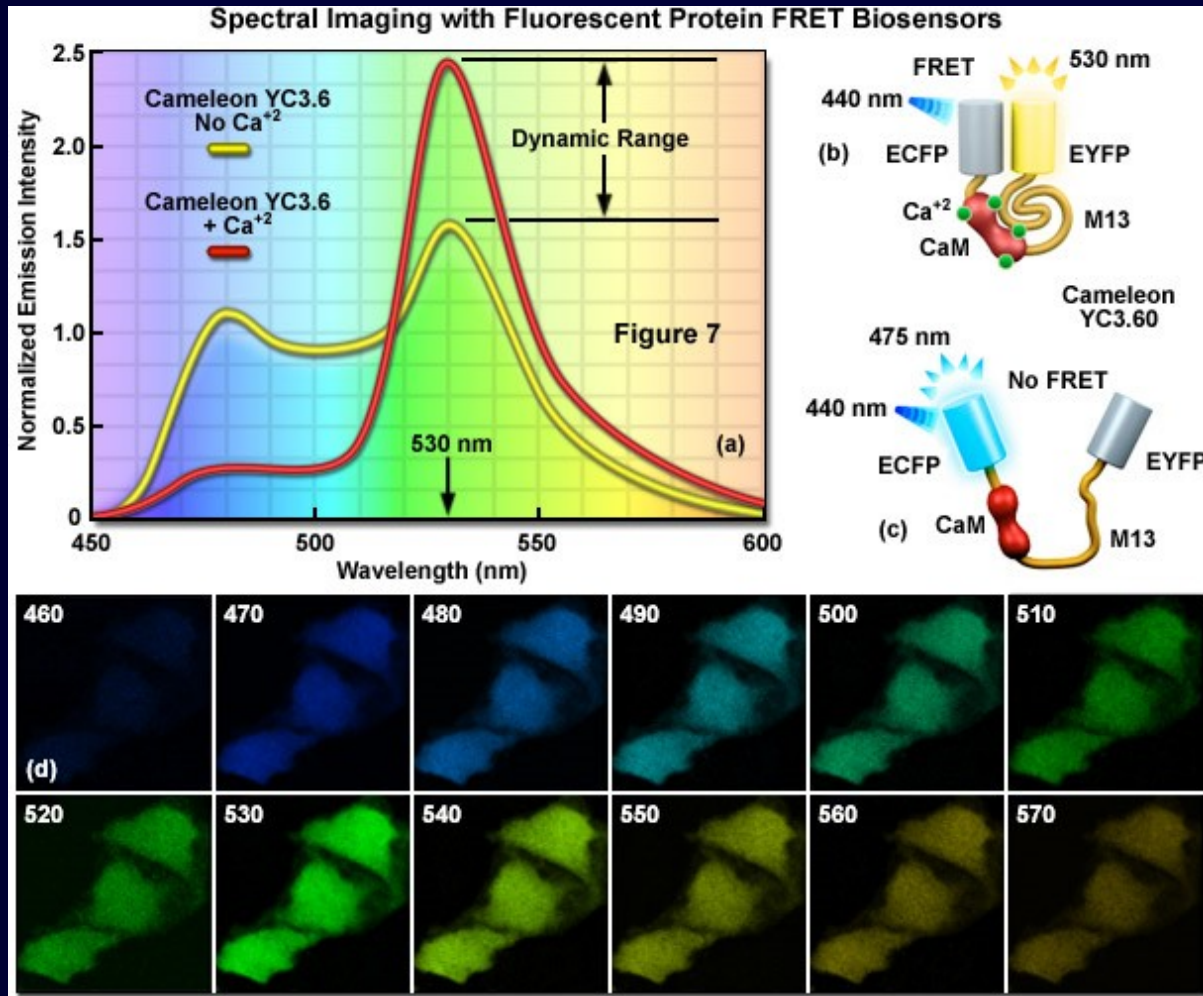 Spectral Imaging with Fluorescent Protein FRET Biosensors
Normalized Emission Intensity
2.5
2.0
1.5
1.0
0.5
0
Cameleon YC3.6
No Ca+2
Cameleon YC3.6
+ Ca+2
Dynamic Range
Figure 7
530 nm
(a)
450
500
550
600
Wavelength (nm)
FRET
530 nm
440 nm
(b)
ECFP
EYFP
Ca+2
M13
CaM
Cameleon
YC3.60
475 nm
No FRET
440 nm
ECFP
EYFP
CaM
(c)
M13
460
470
480
490
500
510
(d)
520
530
540
550
560
570